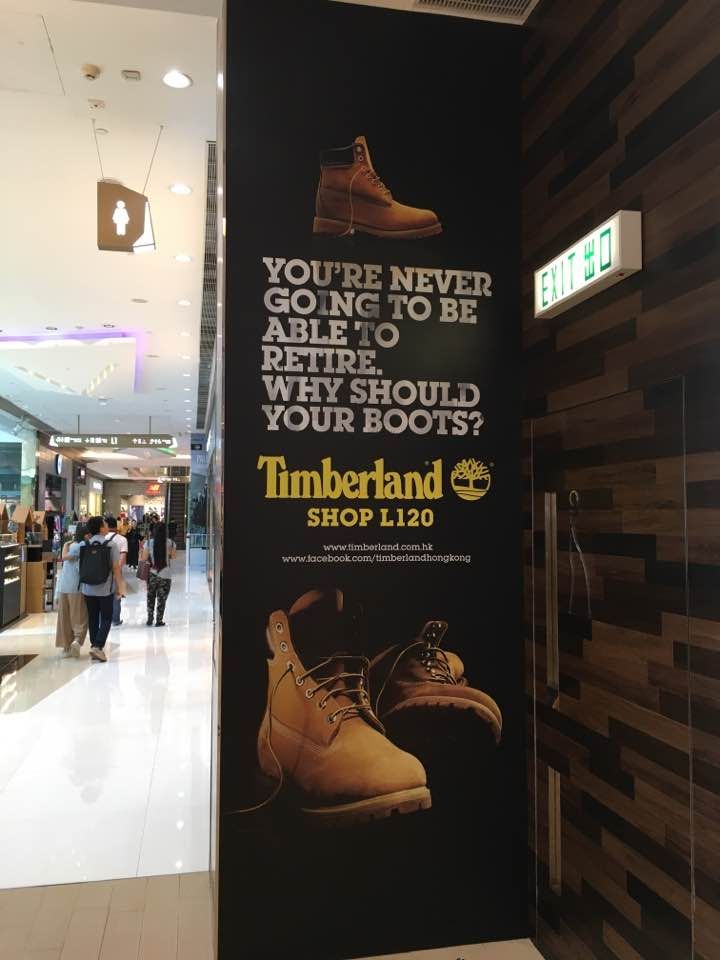 YOU'RE NEVER
GOING TO BE
ABLE TO
RETIRE.
WHY SHOULD
YOUR BOOTS?
Timberland®
SHOP L120
www.timberland.com.hk
www.facebook.com/timberlandhongkong
EXIT 出口
L1